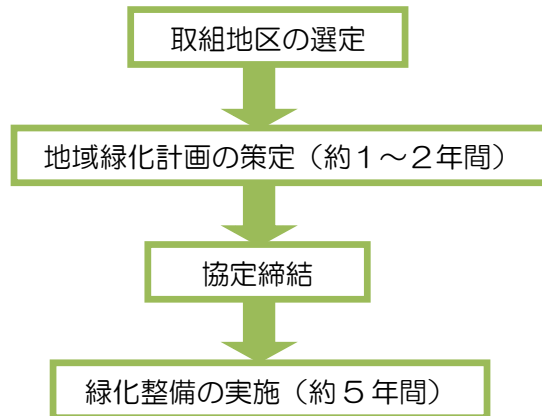 取組地区の選定
地域緑化計画の策定（約１～２年間）
協定締結
緑化整備の実施（約５年間）